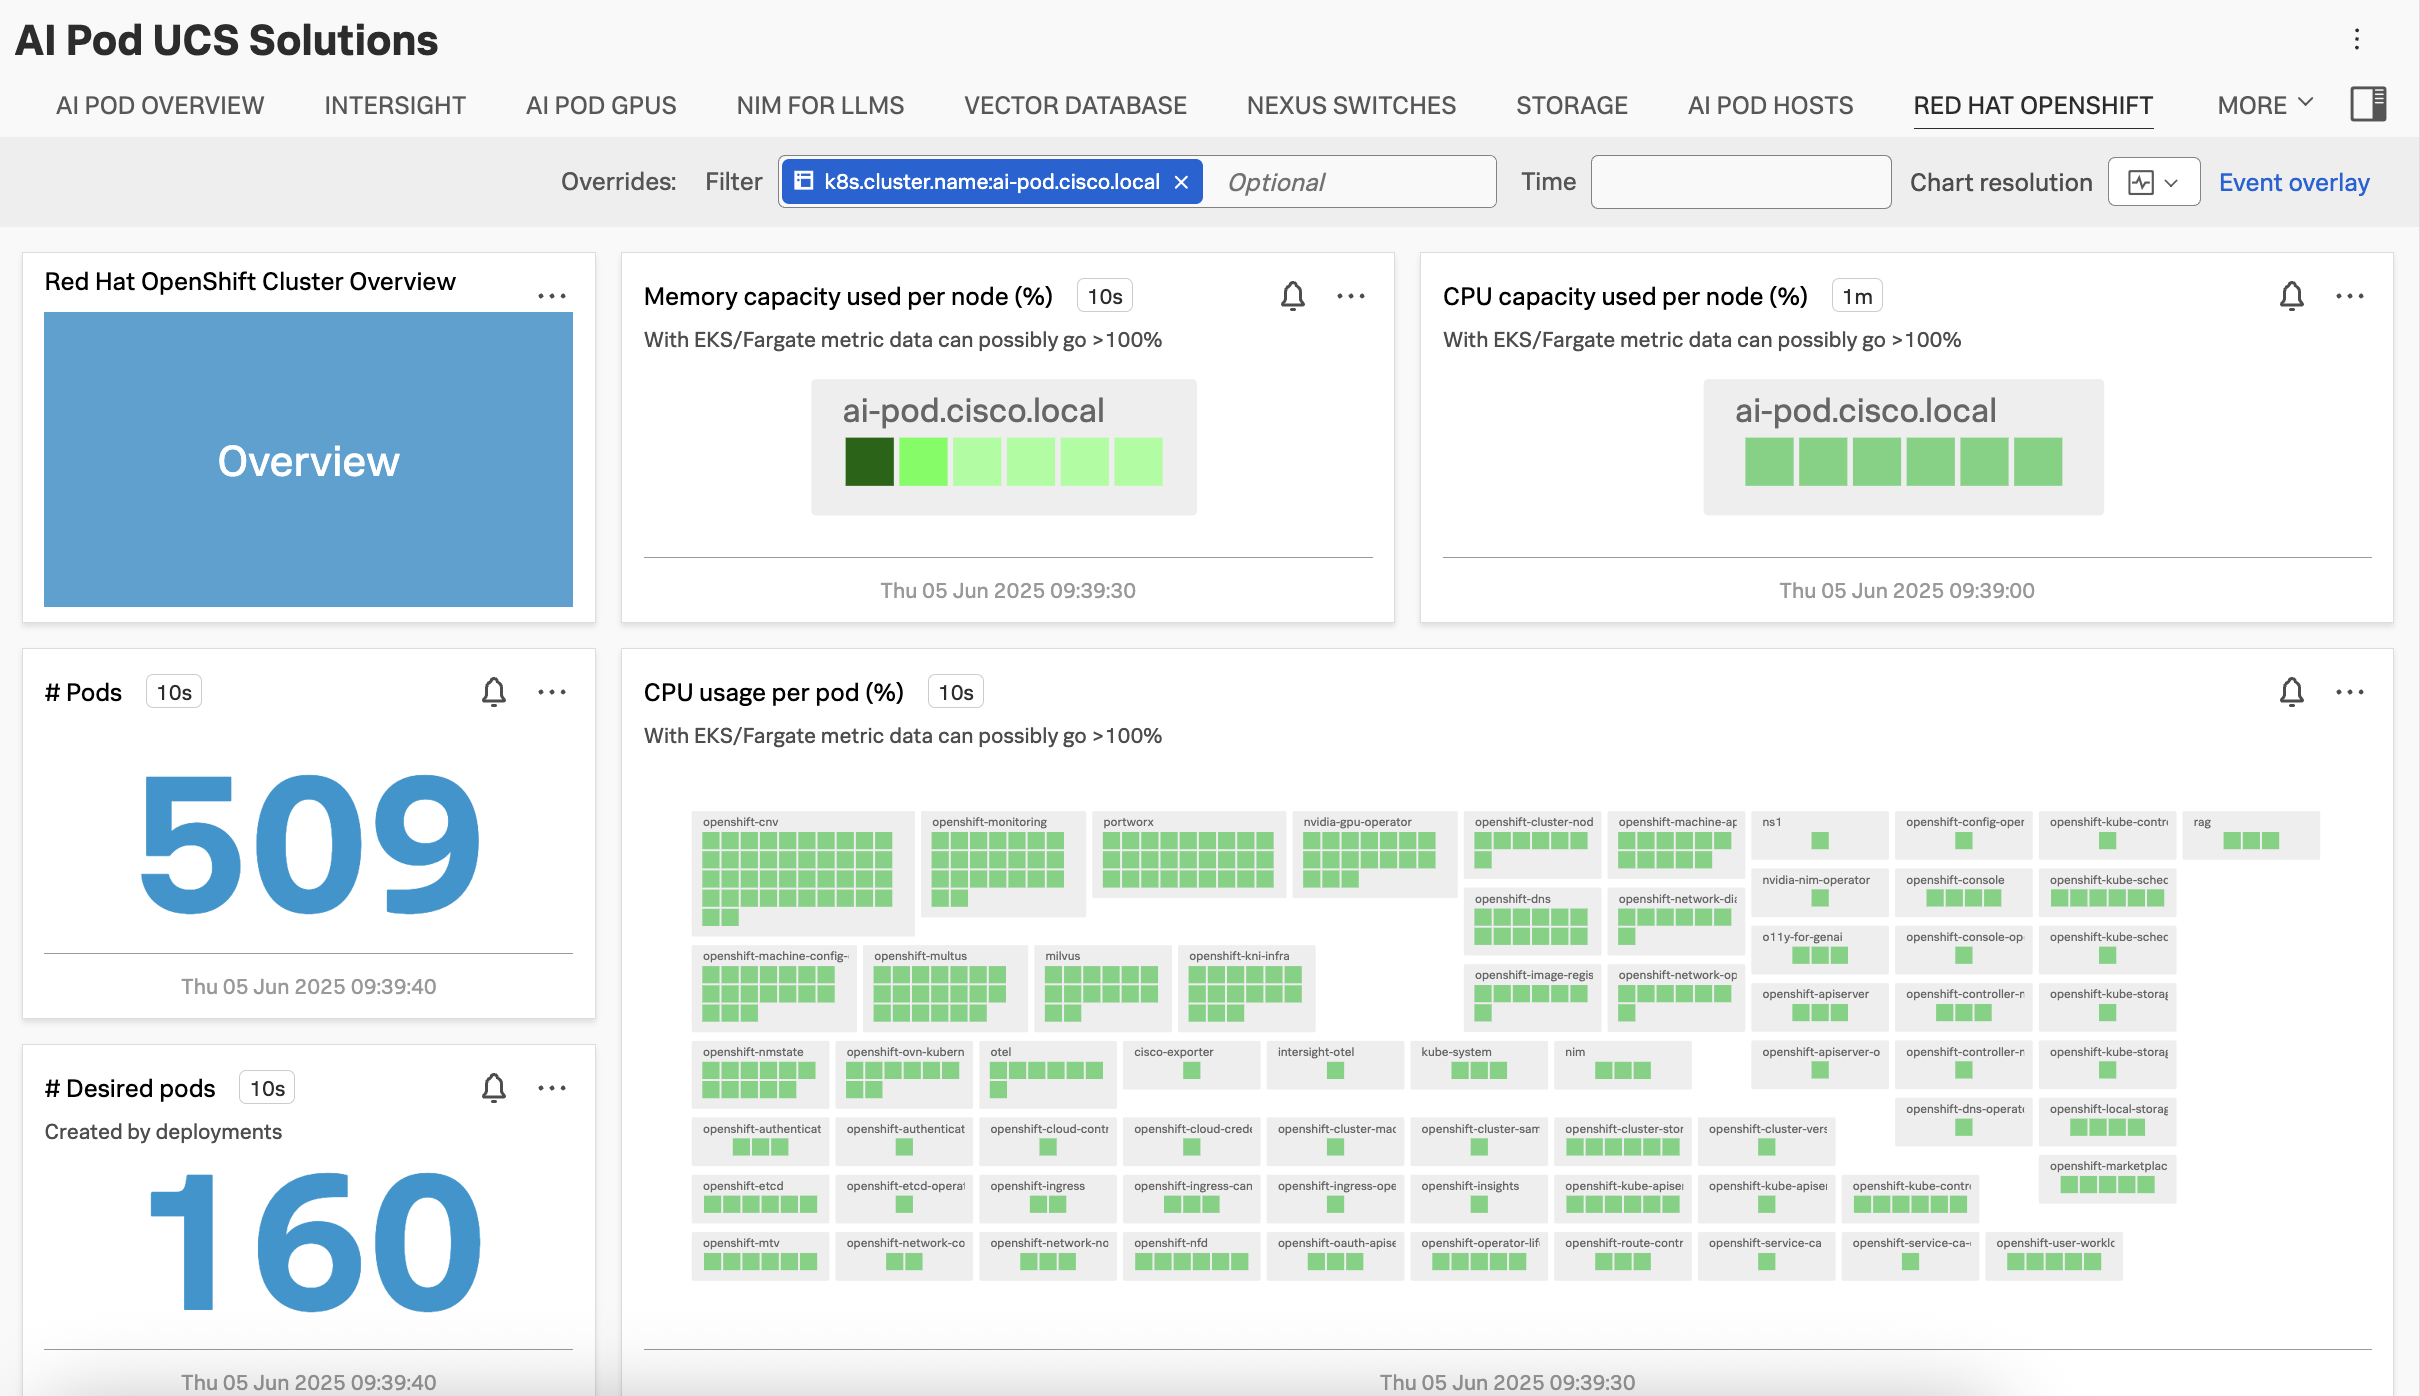 AI Pod UCS Solutions
AI POD OVERVIEW INTERSIGHT AI POD GPUS NIM FOR LLMS VECTOR DATABASE NEXUS SWITCHES STORAGE AI POD HOSTS RED HAT OPENSHIFT MORE
Overrides: Filter k8s.cluster.name:ai-pod.cisco.local Optional Time Chart resolution Event overlay
Red Hat OpenShift Cluster Overview
Overview
Memory capacity used per node (%) 10s
With EKS/Fargate metric data can possibly go >100%
ai-pod.cisco.local
Thu 05 Jun 2025 09:39:30
CPU capacity used per node (%) 1m
With EKS/Fargate metric data can possibly go >100%
ai-pod.cisco.local
Thu 05 Jun 2025 09:39:00
# Pods 10s
509
Thu 05 Jun 2025 09:39:40
# Desired pods 10s
Created by deployments
160
Thu 05 Jun 2025 09:39:40
CPU usage per pod (%) 10s
With EKS/Fargate metric data can possibly go >100%
openshift-cnv openshift-monitoring portworx nvidia-gpu-operator openshift-cluster-nod openshift-machine-ap ns1 openshift-config-oper openshift-kube-contr rag
nvidia-nim-operator openshift-console openshift-kube-sched
openshift-dns openshift-network-dia
o11y-for-genai openshift-console-op openshift-kube-sched
openshift-machine-config- openshift-multus milvus openshift-kni-infra
openshift-image-regis openshift-network-op
openshift-apiserver openshift-controller-m openshift-kube-storag
openshift-nmstate openshift-ovn-kubern otel cisco-exporter intersight-otel kube-system nim openshift-apiserver-o openshift-controller-m openshift-kube-storag
openshift-dns-operat openshift-local-storag
openshift-authenticat openshift-authenticat openshift-cloud-contr openshift-cloud-crede openshift-cluster-mac openshift-cluster-sam openshift-cluster-stor openshift-cluster-vers
openshift-marketplac
openshift-etcd openshift-etcd-operat openshift-ingress openshift-ingress-can openshift-ingress-ope openshift-insights openshift-kube-apiser openshift-kube-apiser openshift-kube-contr
openshift-mtv openshift-network-co openshift-network-no openshift-nfd openshift-oauth-apise openshift-operator-lif openshift-route-contr openshift-service-ca openshift-service-ca- openshift-user-worklo
Thu 05 Jun 2025 09:39:30